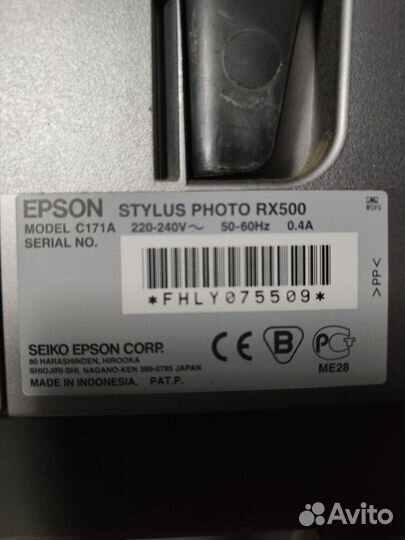 EPSON STYLUS PHOTO RX500
MODEL C171A 220-240V~ 50-60Hz 0.4A
SERIAL NO.
*FHLY075509*
>PP<
SEIKO EPSON CORP.
80 HARASHINDEN, HIROOKA
SHIOJIRI-SHI, NAGANO-KEN 399-0785 JAPAN
MADE IN INDONESIA. PAT.P.
CE B PCT
ME28
Avito